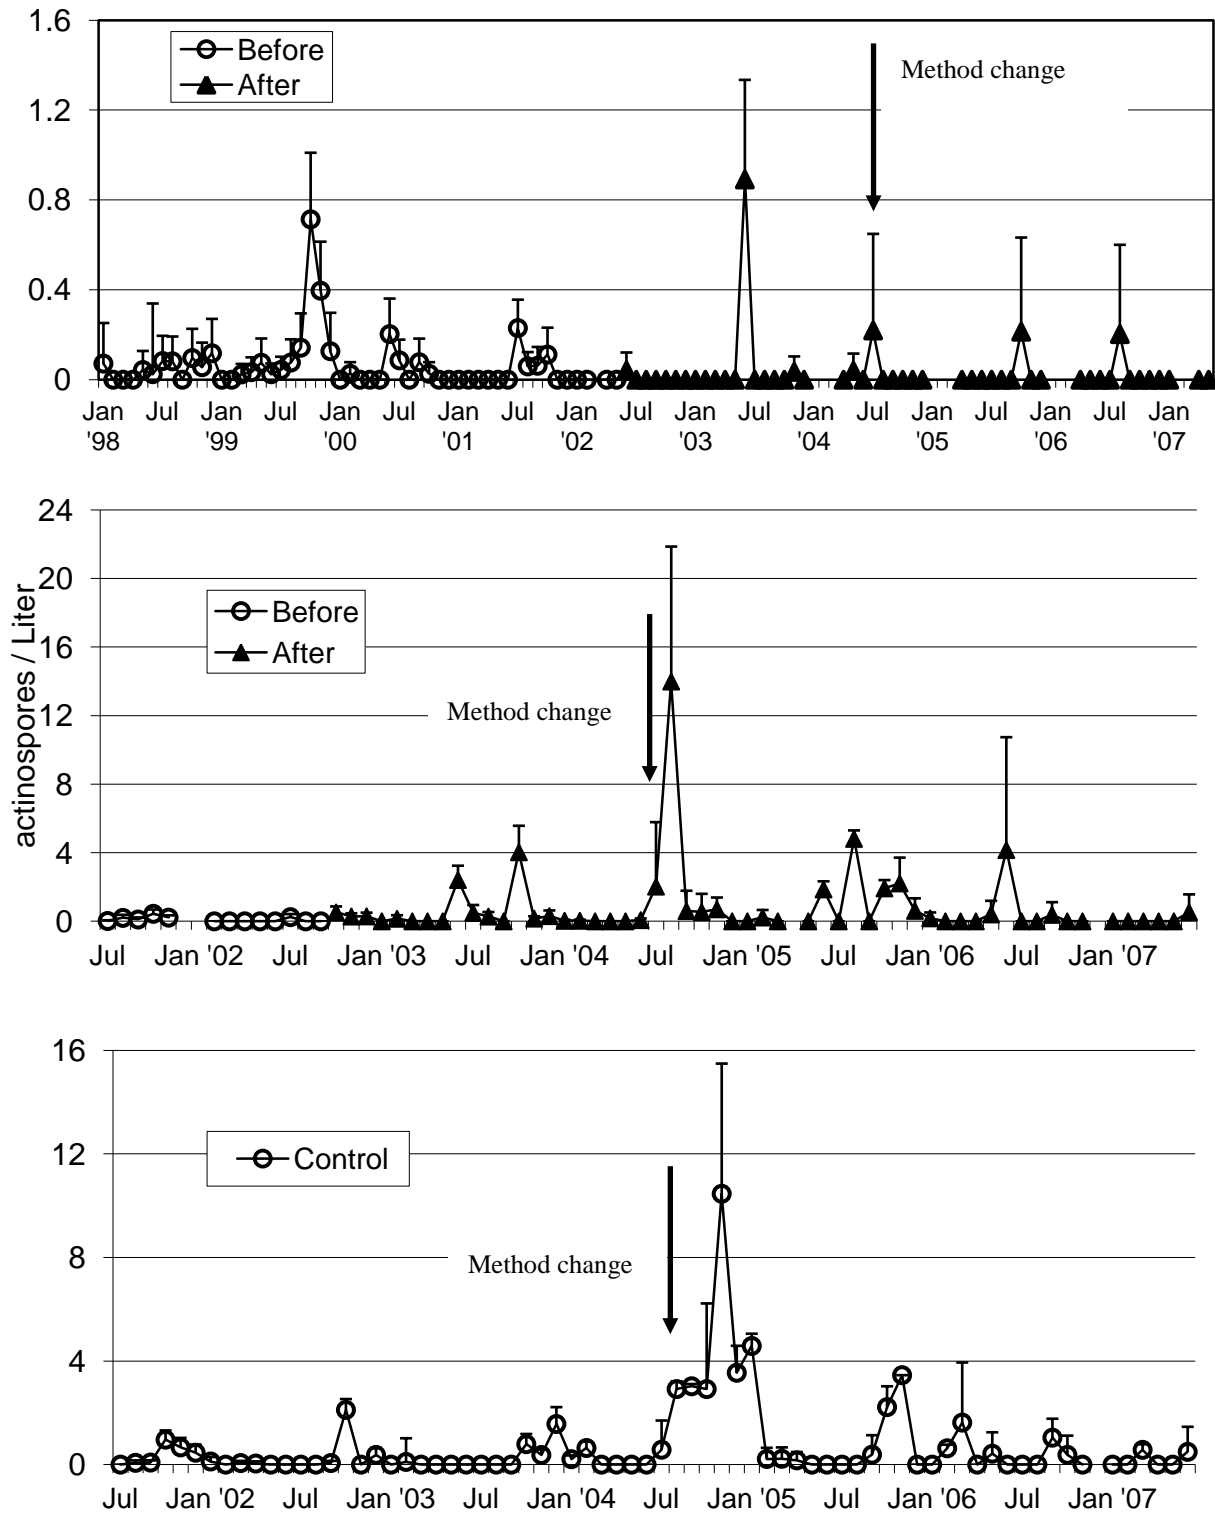 1.6
Before
After
Method change
1.2
0.8
0.4
0
Jan Jul Jan Jul Jan Jul Jan Jul Jan Jul Jan Jul Jan Jul Jan Jul Jan Jul Jan
'98 '99 '00 '01 '02 '03 '04 '05 '06 '07
24
20
Before
After
16
Method change
12
8
4
0
actinospores / Liter
Jul Jan '02 Jul Jan '03 Jul Jan '04 Jul Jan '05 Jul Jan '06 Jul Jan '07
16
12
Control
8
Method change
4
0
Jul Jan '02 Jul Jan '03 Jul Jan '04 Jul Jan '05 Jul Jan '06 Jul Jan '07